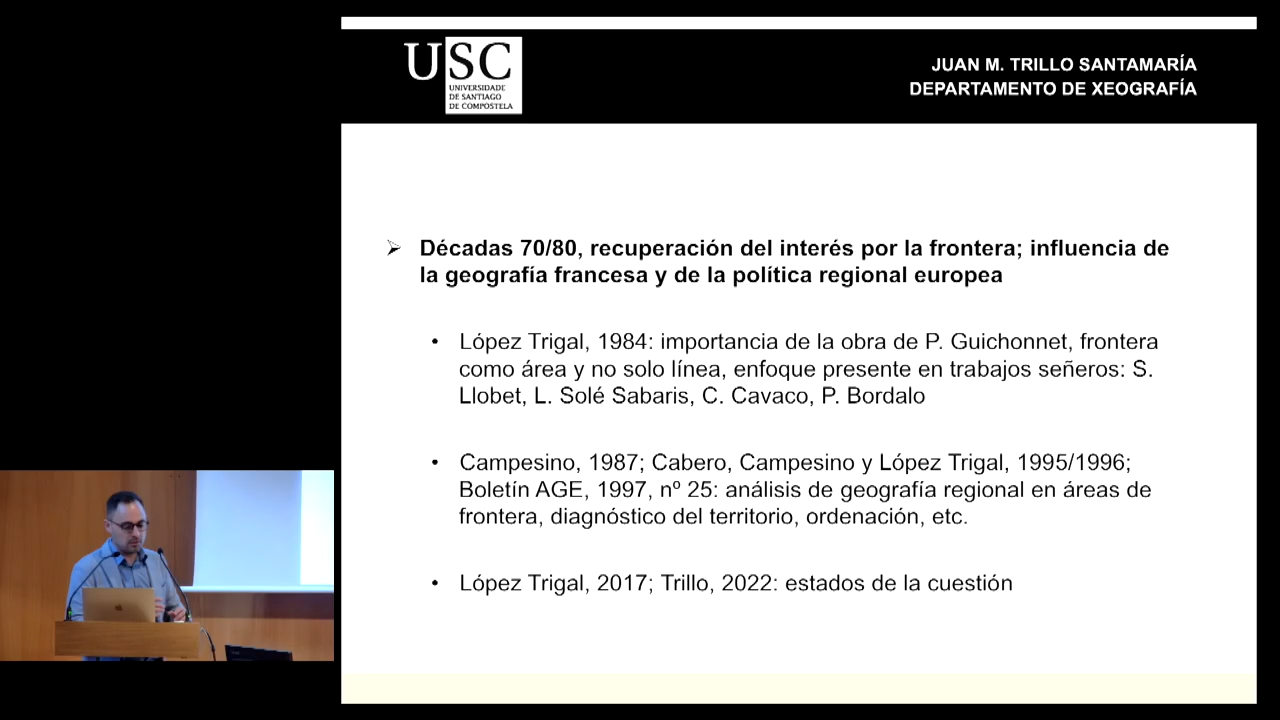 USC
UNIVERSIDADE
DE SANTIAGO
DE COMPOSTELA
JUAN M. TRILLO SANTAMARÍA
DEPARTAMENTO DE XEOGRAFÍA
➢ Décadas 70/80, recuperación del interés por la frontera; influencia de
la geografía francesa y de la política regional europea
• López Trigal, 1984: importancia de la obra de P. Guichonnet, frontera
como área y no solo línea, enfoque presente en trabajos señeros: S.
Llobet, L. Solé Sabaris, C. Cavaco, P. Bordalo
• Campesino, 1987; Cabero, Campesino y López Trigal, 1995/1996;
Boletín AGE, 1997, nº 25: análisis de geografía regional en áreas de
frontera, diagnóstico del territorio, ordenación, etc.
• López Trigal, 2017; Trillo, 2022: estados de la cuestión